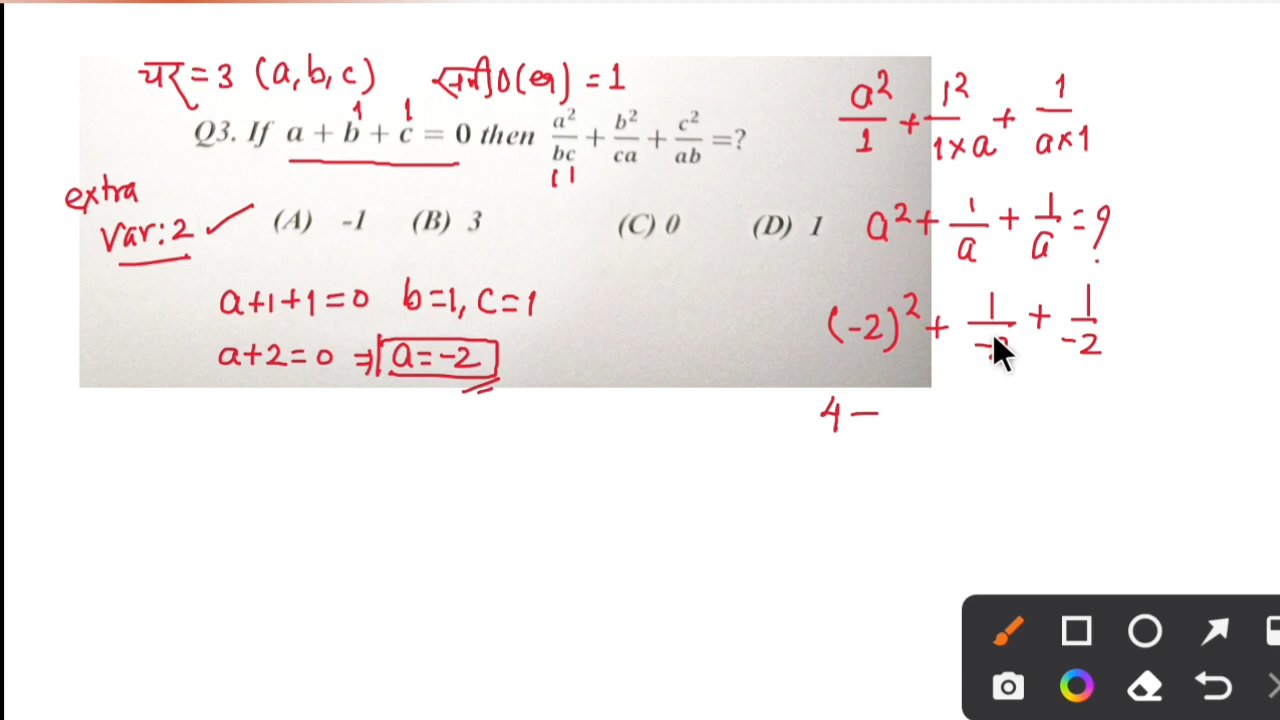 चर = 3 (a, b, c) समी0 (eq) = 1
1 1
Q3. If a + b + c = 0 then a²/bc + b²/ca + c²/ab =?
1 1
extra
var: 2 ✓
(A) -1 (B) 3 (C) 0 (D) 1
a+1+1=0 b=1, c=1
a+2=0 ⇒ a=-2
a²/1 + 1²/1×a + 1/a×1
a² + 1/a + 1/a = ?
(-2)² + 1/-2 + 1/-2
4 –